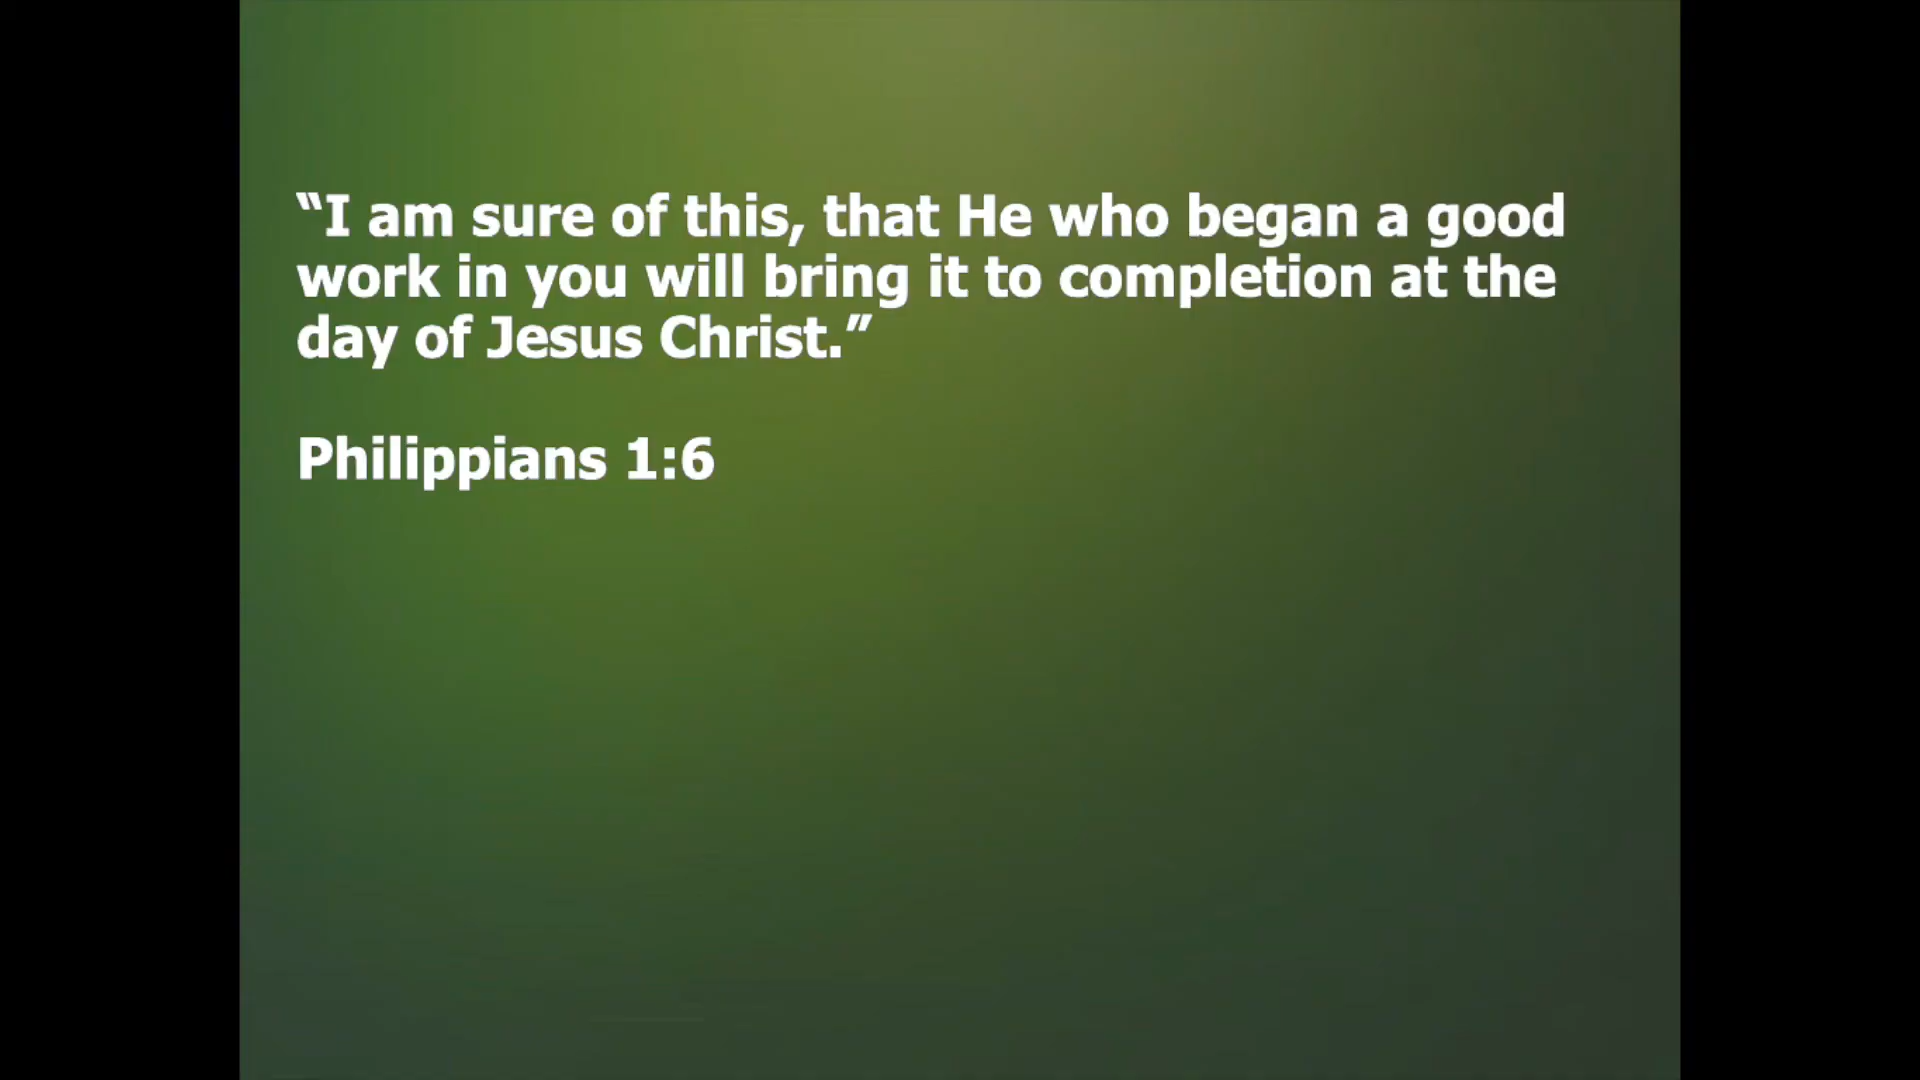 “I am sure of this, that He who began a good
work in you will bring it to completion at the
day of Jesus Christ.”
Philippians 1:6